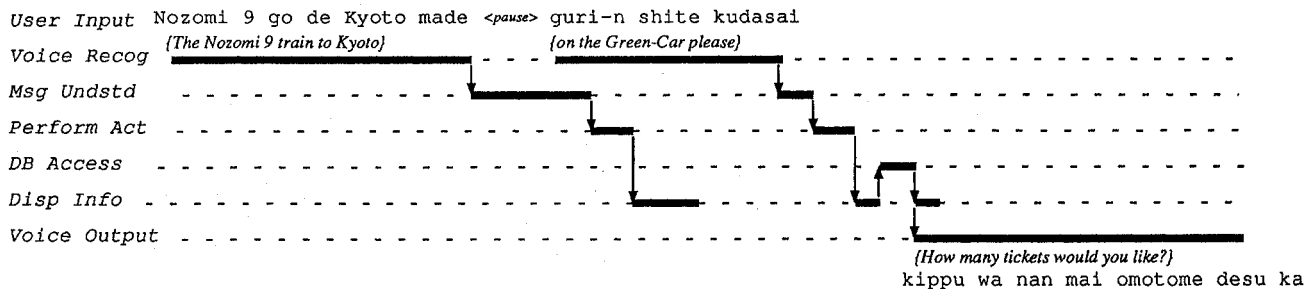 User Input Nozomi 9 go de Kyoto made <pause> guri-n shite kudasai
{The Nozomi 9 train to Kyoto} {on the Green-Car please}
Voice Recog
Msg Undstd
Perform Act
DB Access
Disp Info
Voice Output
{How many tickets would you like?}
kippu wa nan mai omotome desu ka